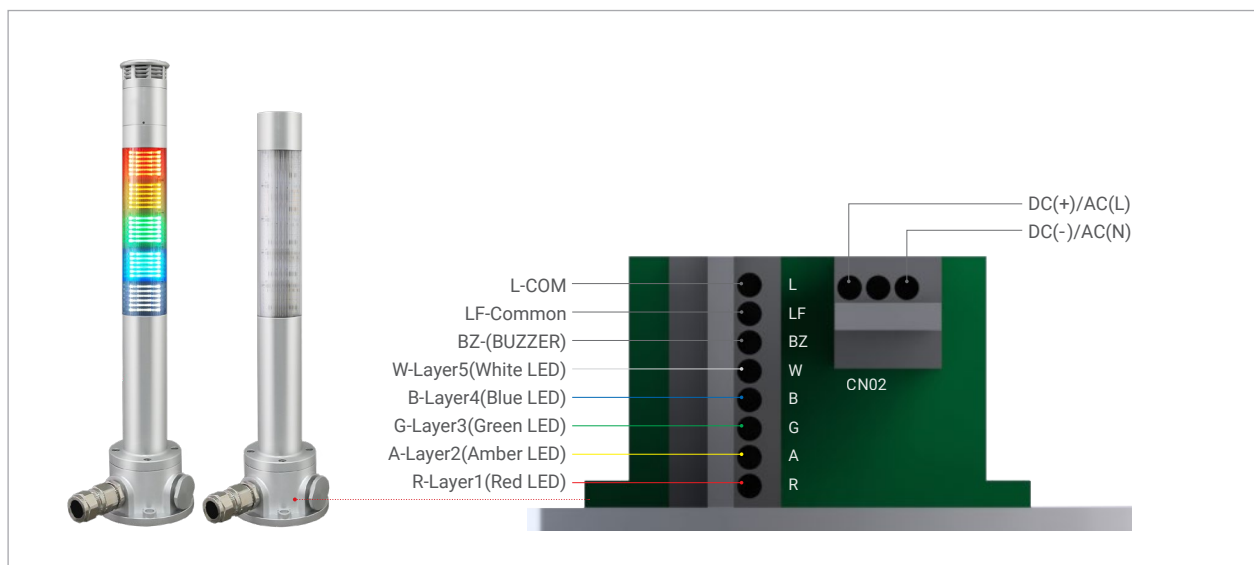 DC(+)/AC(L)
DC(-)/AC(N)
L-COM
LF-Common
BZ-(BUZZER)
W-Layer5(White LED)
B-Layer4(Blue LED)
G-Layer3(Green LED)
A-Layer2(Amber LED)
R-Layer1(Red LED)
L
LF
BZ
W
B
G
A
R
CN02